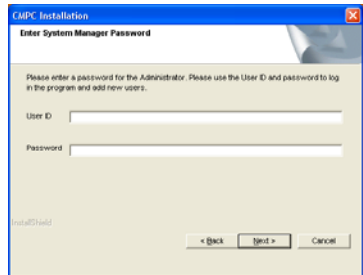 CMPC Installation
Enter System Manager Password
Please enter a password for the Administrator. Please use the User ID and password to log
in the program and add new users.
User ID
Password
InstallShield
< Back
Next >
Cancel